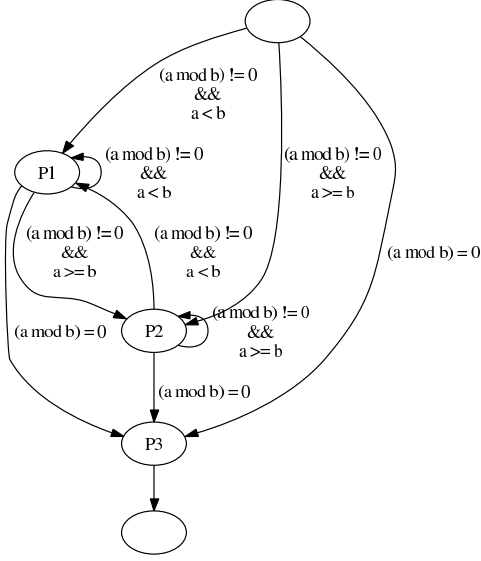 (a mod b) != 0
&&
a < b
(a mod b) != 0
&&
a < b
(a mod b) != 0
&&
a >= b
P1
(a mod b) != 0
&&
a >= b
(a mod b) != 0
&&
a < b
(a mod b) = 0
(a mod b) != 0
&&
a >= b
(a mod b) = 0
P2
(a mod b) = 0
P3